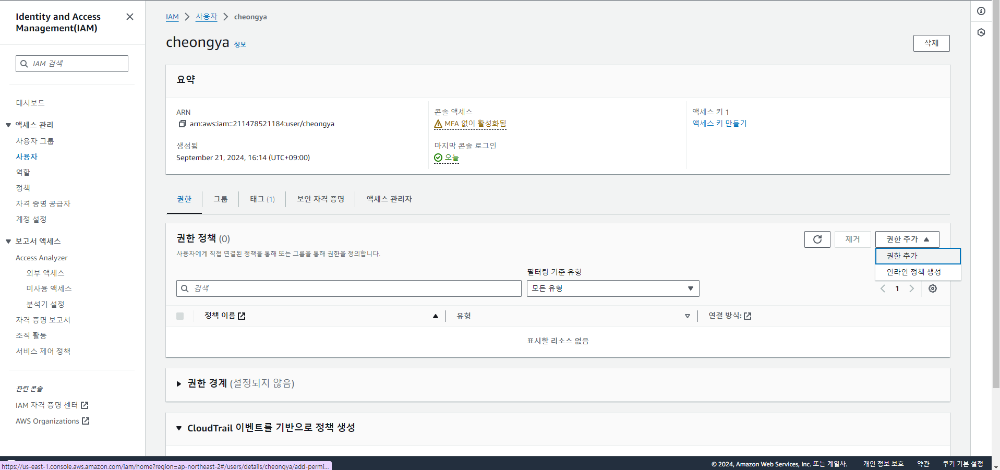 Identity and Access
Management(IAM)
IAM 검색
대시보드
액세스 관리
사용자 그룹
사용자
역할
정책
자격 증명 공급자
계정 설정
보고서 액세스
Access Analyzer
외부 액세스
미사용 액세스
분석기 설정
자격 증명 보고서
조직 활동
서비스 제어 정책
관련 콘솔
IAM 자격 증명 센터
AWS Organizations
IAM 사용자 cheongya
cheongya 정보
삭제
요약
ARN
arn:aws:iam::211478521184:user/cheongya
생성됨
September 21, 2024, 16:14 (UTC+09:00)
콘솔 액세스
MFA 없이 활성화됨
마지막 콘솔 로그인
오늘
액세스 키 1
액세스 키 만들기
권한 그룹 태그 (1) 보안 자격 증명 액세스 관리자
권한 정책 (0)
사용자에게 직접 연결된 정책을 통해 또는 그룹을 통해 권한을 정의합니다.
제거
권한 추가
권한 추가
인라인 정책 생성
필터링 기준 유형
검색
모든 유형
1
정책 이름 유형 연결 방식:
표시할 리소스 없음
권한 경계 (설정되지 않음)
CloudTrail 이벤트를 기반으로 정책 생성
https://us-east-1.console.aws.amazon.com/iam/home?region=ap-northeast-2#/users/details/cheongya/add-permi...
© 2024, Amazon Web Services, Inc. 또는 계열사. 개인 정보 보호 약관 쿠키 기본 설정